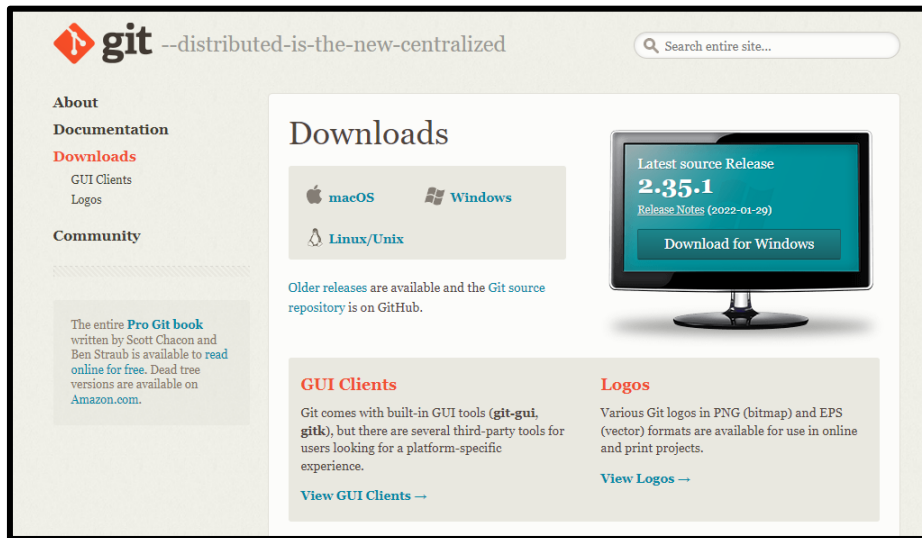 git --distributed-is-the-new-centralized
Search entire site...
About
Documentation
Downloads
GUI Clients
Logos
Community
The entire Pro Git book
written by Scott Chacon and
Ben Straub is available to read
online for free. Dead tree
versions are available on
Amazon.com.
Downloads
macOS
Windows
Linux/Unix
Older releases are available and the Git source
repository is on GitHub.
Latest source Release
2.35.1
Release Notes (2022-01-29)
Download for Windows
GUI Clients
Git comes with built-in GUI tools (git-gui,
gitk), but there are several third-party tools for
users looking for a platform-specific
experience.
View GUI Clients →
Logos
Various Git logos in PNG (bitmap) and EPS
(vector) formats are available for use in online
and print projects.
View Logos →